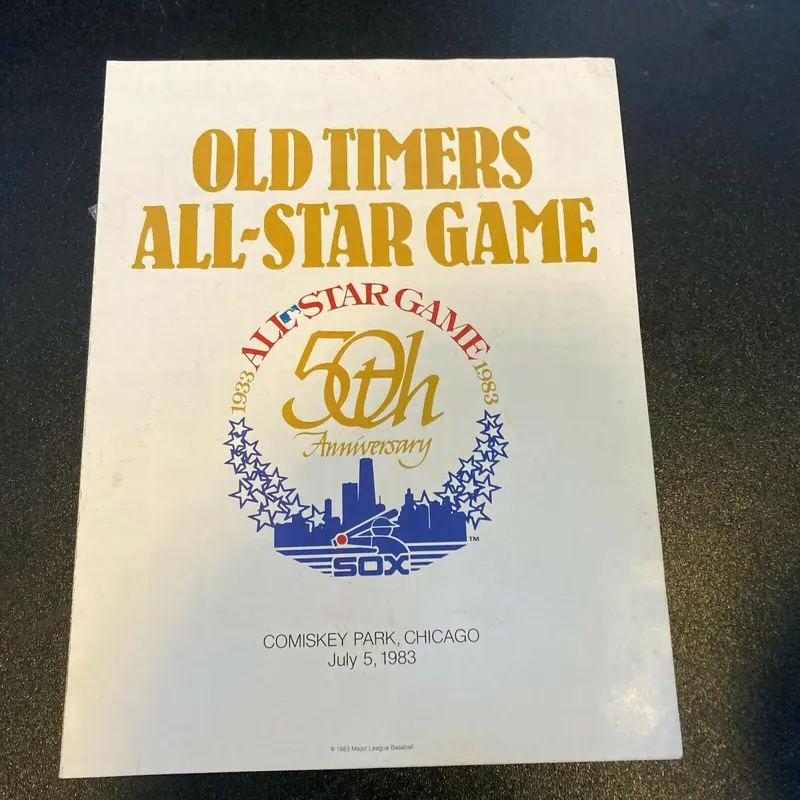 OLD TIMERS
ALL-STAR GAME
ALL STAR GAME
1933
1983
50th
Anniversary
SOX
TM
COMISKEY PARK, CHICAGO
July 5, 1983
© 1983 Major League Baseball